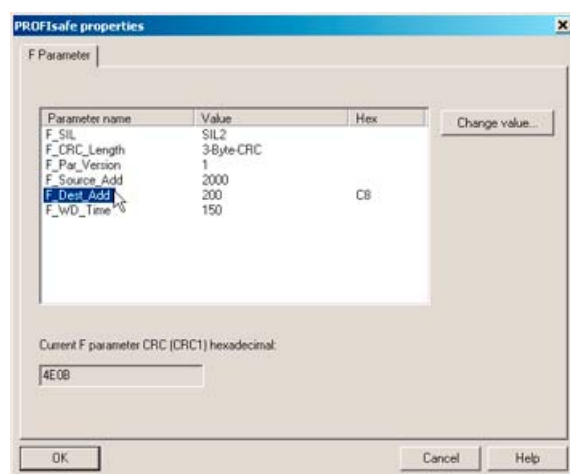 PROFIsafe properties
F Parameter
Parameter name Value Hex
F_SIL SIL2
F_CRC_Length 3-Byte-CRC
F_Par_Version 1
F_Source_Add 2000
F_Dest_Add 200 C8
F_WD_Time 150
Change value...
Current F parameter CRC (CRC1) hexadecimal:
4E0B
OK Cancel Help